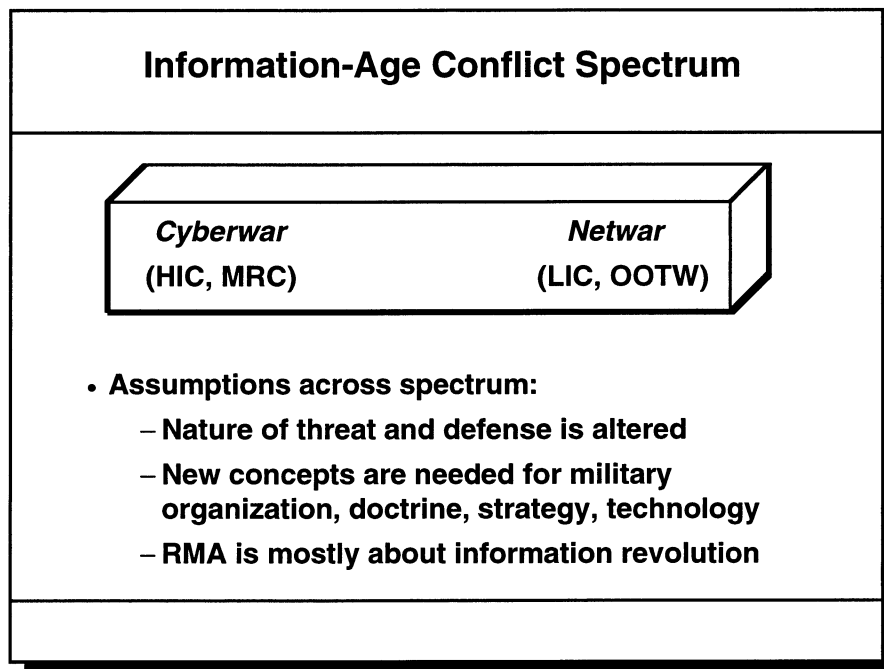 Information-Age Conflict Spectrum
Cyberwar Netwar
(HIC, MRC) (LIC, OOTW)
• Assumptions across spectrum:
– Nature of threat and defense is altered
– New concepts are needed for military
organization, doctrine, strategy, technology
– RMA is mostly about information revolution